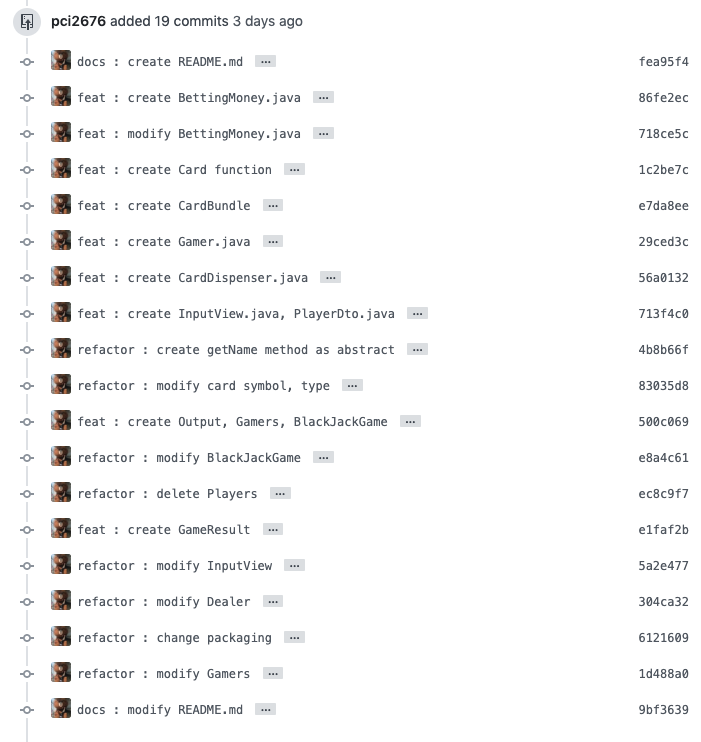 pci2676 added 19 commits 3 days ago
docs : create README.md ... fea95f4
feat : create BettingMoney.java ... 86fe2ec
feat : modify BettingMoney.java ... 718ce5c
feat : create Card function ... 1c2be7c
feat : create CardBundle ... e7da8ee
feat : create Gamer.java ... 29ced3c
feat : create CardDispenser.java ... 56a0132
feat : create InputView.java, PlayerDto.java ... 713f4c0
refactor : create getName method as abstract ... 4b8b66f
refactor : modify card symbol, type ... 83035d8
feat : create Output, Gamers, BlackJackGame ... 500c069
refactor : modify BlackJackGame ... e8a4c61
refactor : delete Players ... ec8c9f7
feat : create GameResult ... e1faf2b
refactor : modify InputView ... 5a2e477
refactor : modify Dealer ... 304ca32
refactor : change packaging ... 6121609
refactor : modify Gamers ... 1d488a0
docs : modify README.md ... 9bf3639